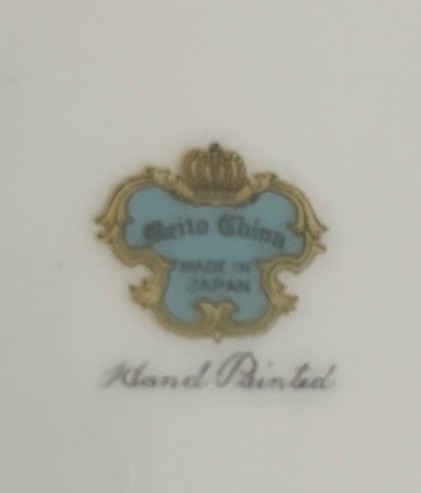 Meito China
MADE IN
JAPAN
Hand Painted